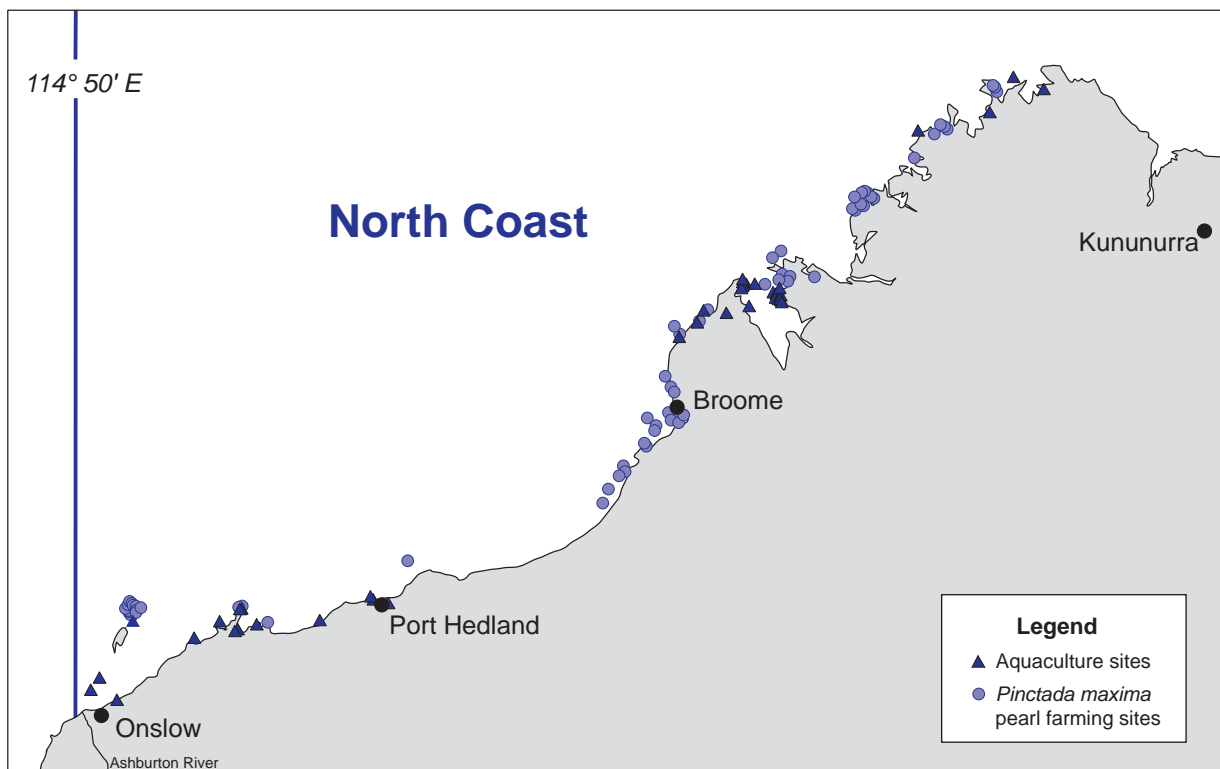 114° 50' E
North Coast
Kununurra
Broome
Port Hedland
Onslow
Ashburton River
Legend
Aquaculture sites
Pinctada maxima
pearl farming sites